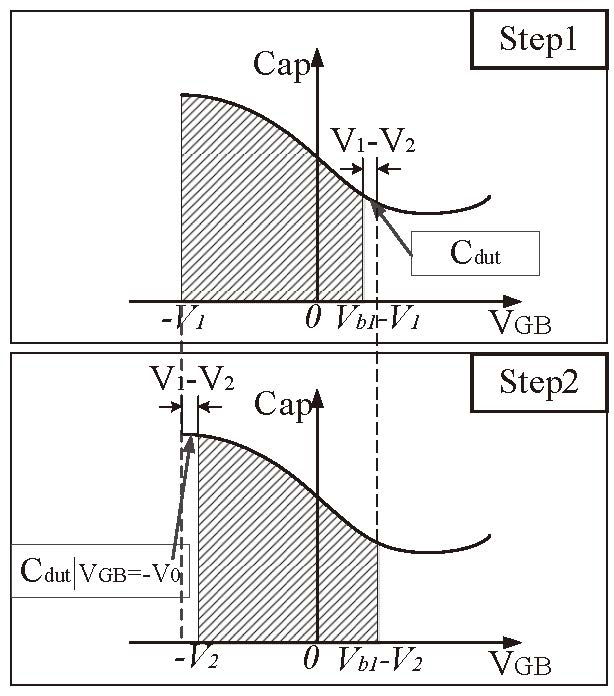 Step1
Cap
V1-V2
Cdut
-V1 0 Vb1-V1 VGB
Step2
V1-V2
Cap
Cdut|VGB=-V0
-V2 0 Vb1-V2 VGB